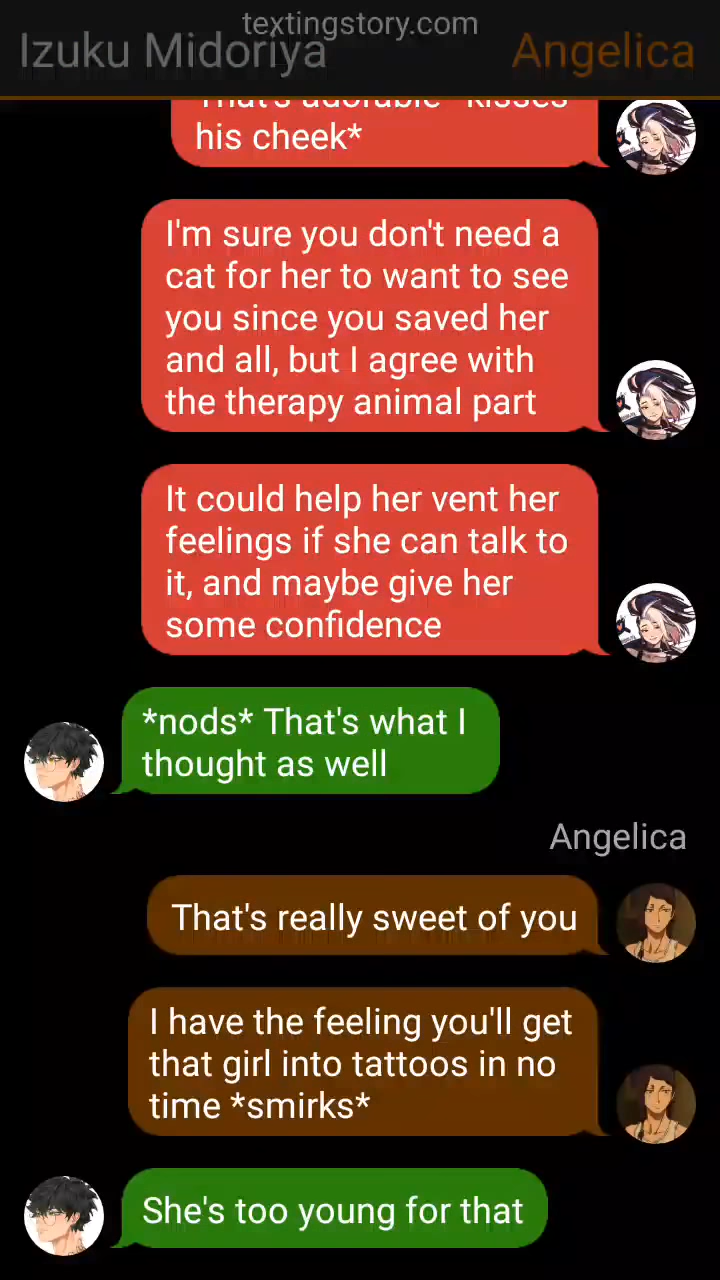 textingstory.com
Izuku Midoriya
Angelica
That's adorable *kisses
his cheek*
I'm sure you don't need a
cat for her to want to see
you since you saved her
and all, but I agree with
the therapy animal part
It could help her vent her
feelings if she can talk to
it, and maybe give her
some confidence
*nods* That's what I
thought as well
Angelica
That's really sweet of you
I have the feeling you'll get
that girl into tattoos in no
time *smirks*
She's too young for that